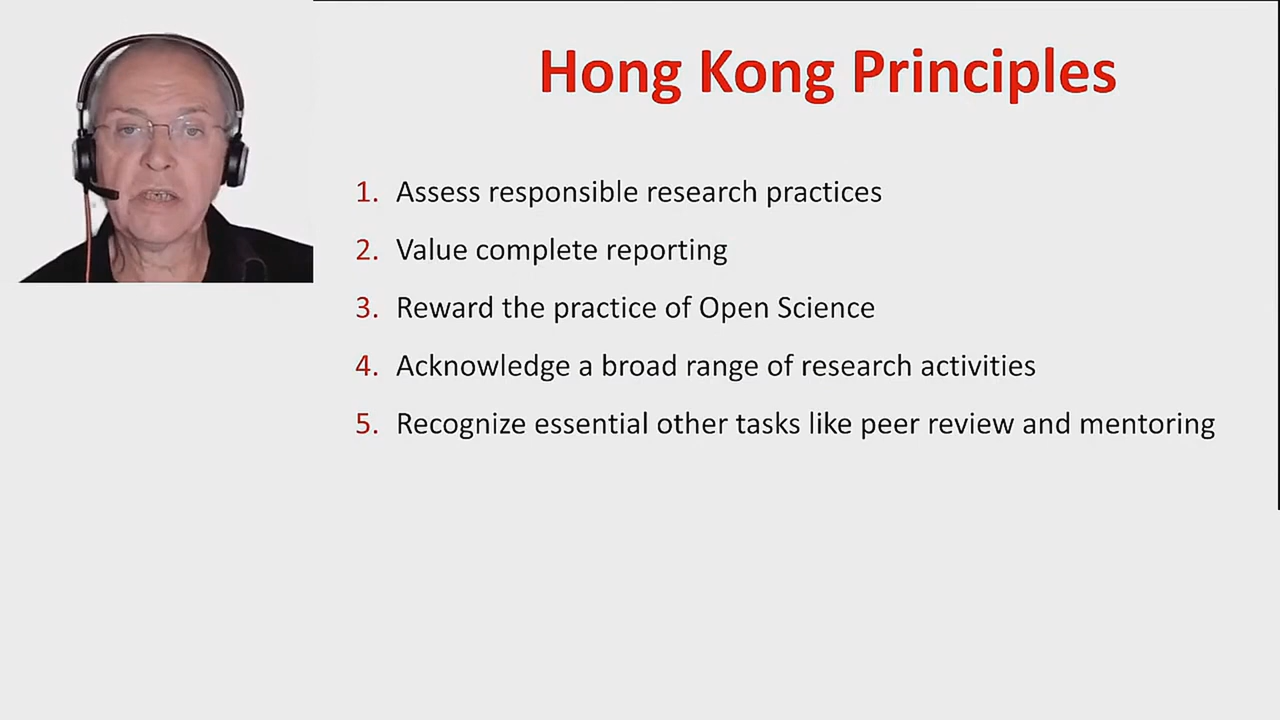 Hong Kong Principles
1. Assess responsible research practices
2. Value complete reporting
3. Reward the practice of Open Science
4. Acknowledge a broad range of research activities
5. Recognize essential other tasks like peer review and mentoring